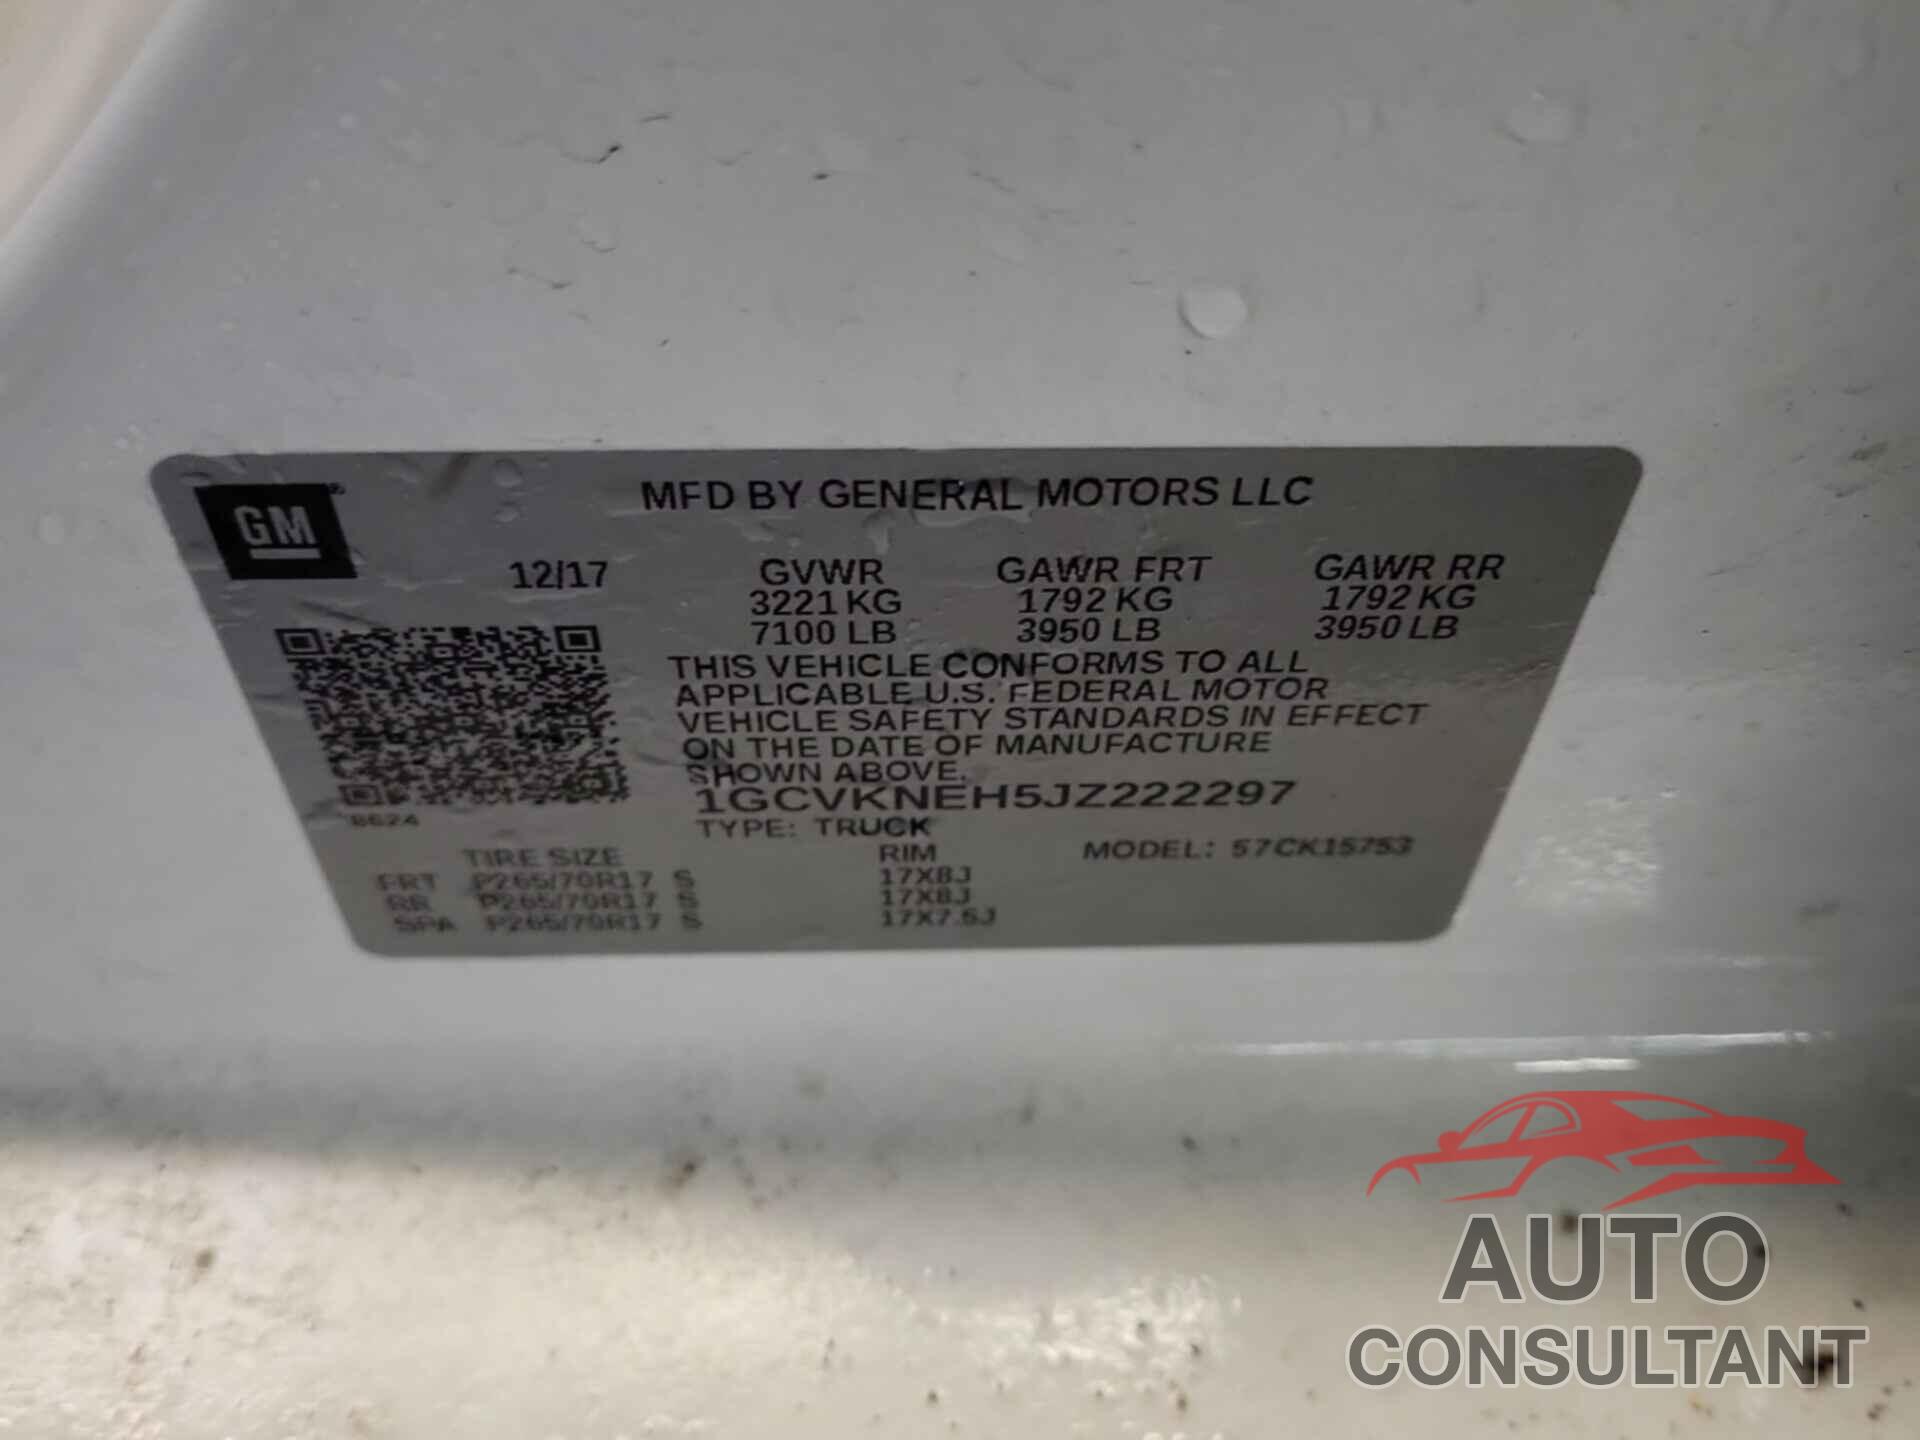 GM
MFD BY GENERAL MOTORS LLC
12/17 GVWR GAWR FRT GAWR RR
3221 KG 1792 KG 1792 KG
7100 LB 3950 LB 3950 LB
THIS VEHICLE CONFORMS TO ALL
APPLICABLE U.S. FEDERAL MOTOR
VEHICLE SAFETY STANDARDS IN EFFECT
ON THE DATE OF MANUFACTURE
SHOWN ABOVE.
1GCVKNEH5JZ222297
8624
TYPE: TRUCK
MODEL: 57CK15753
TIRE SIZE RIM
FRT P265/70R17 S 17X8J
RR P265/70R17 S 17X8J
SPA P265/70R17 S 17X7.5J
AUTO
CONSULTANT